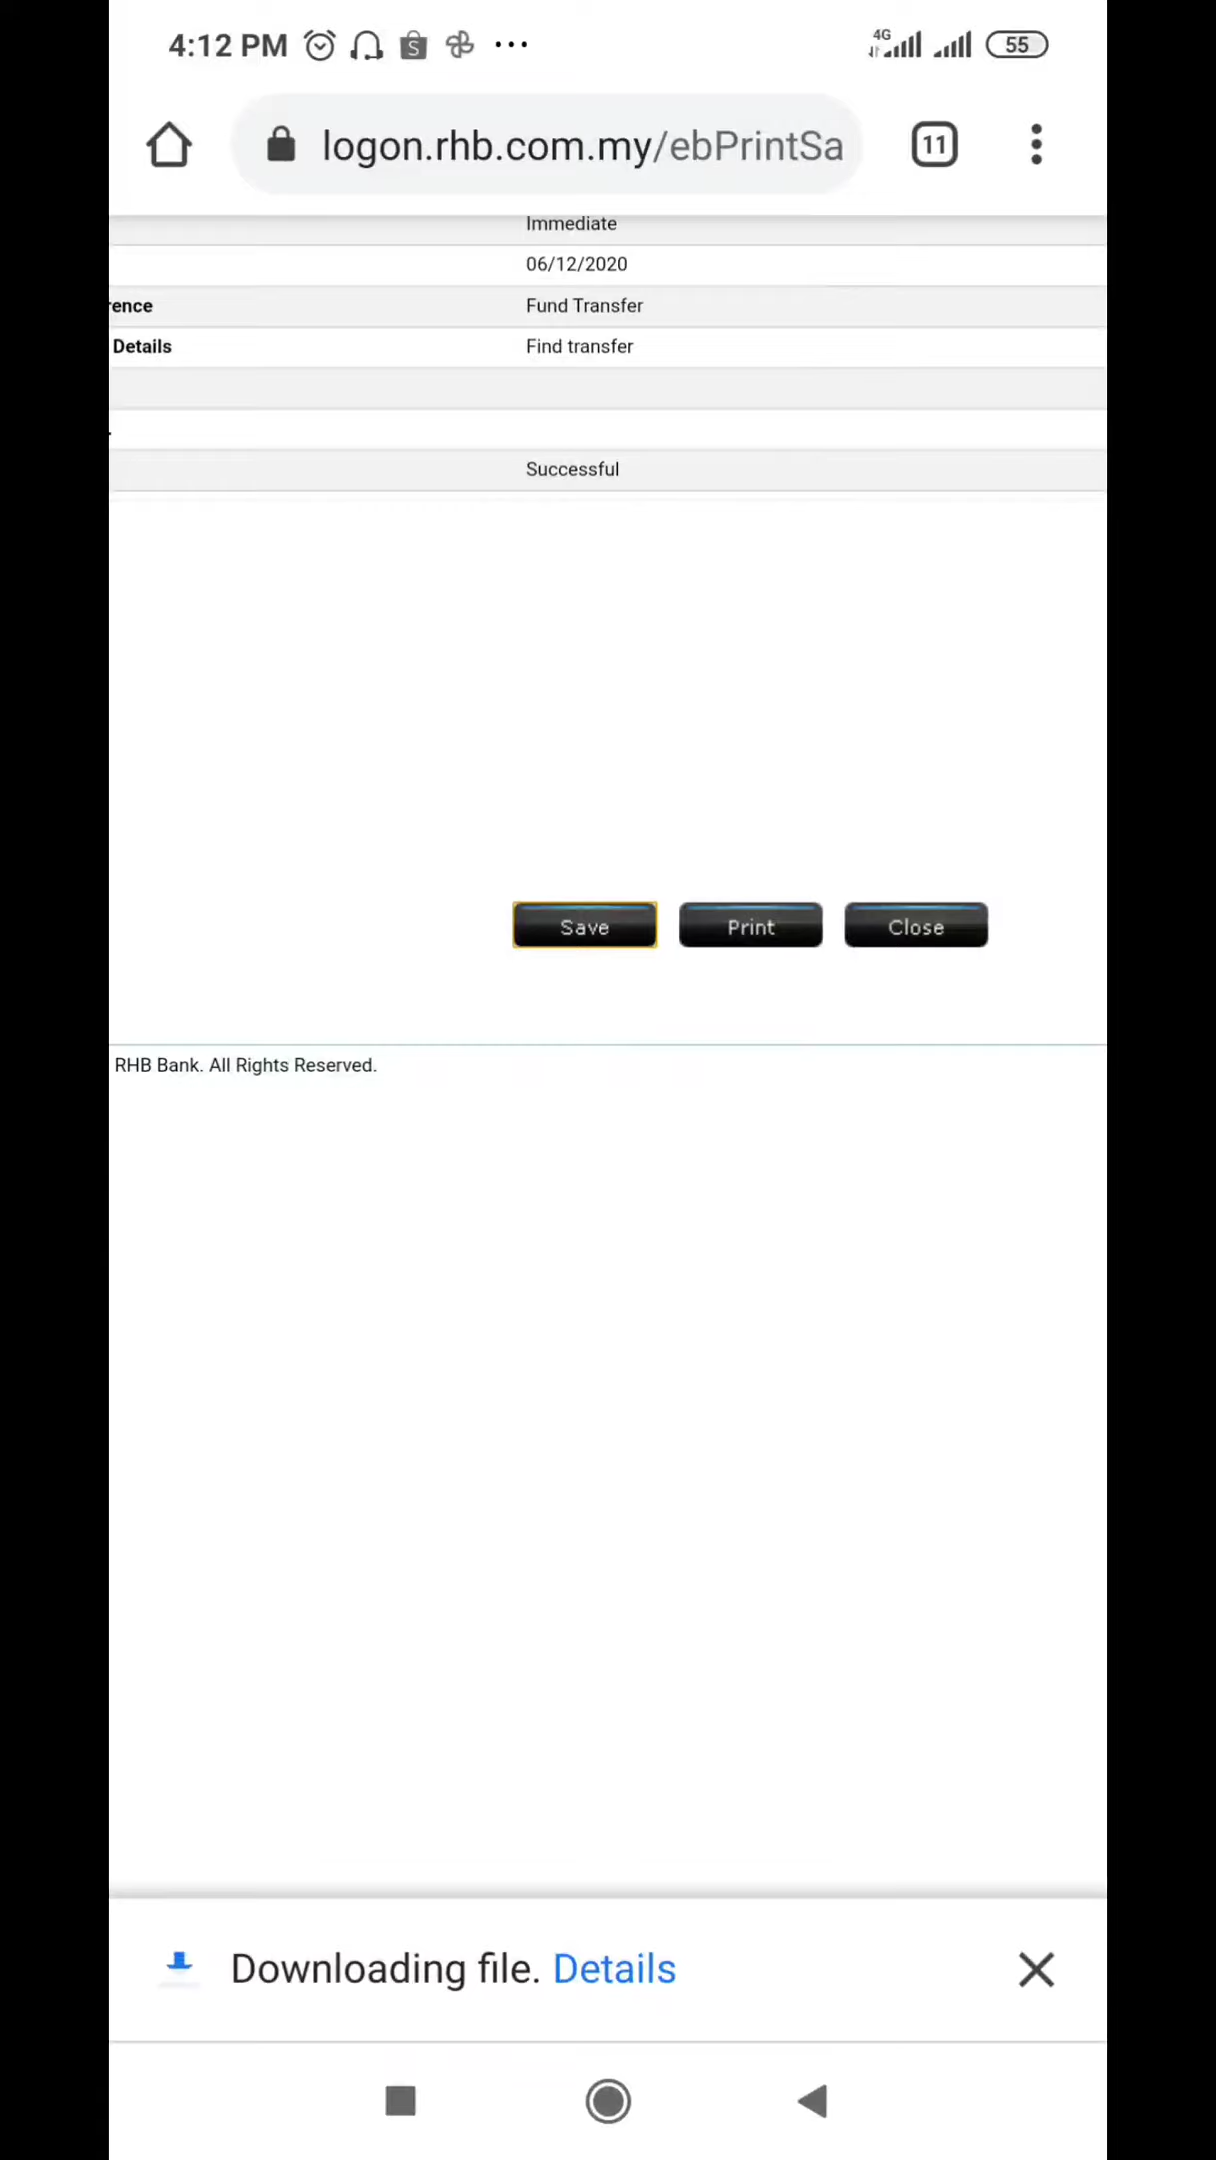 4:12 PM S ... 4G 55
logon.rhb.com.my/ebPrintSa 11
Immediate
06/12/2020
rence Fund Transfer
Details Find transfer
Successful
Save Print Close
RHB Bank. All Rights Reserved.
Downloading file. Details